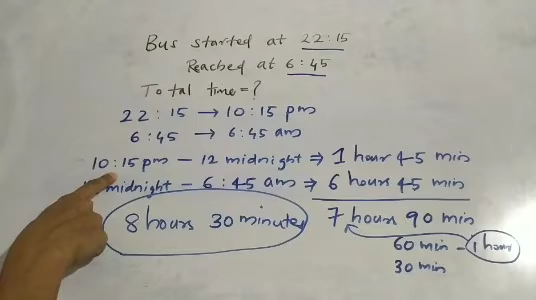 Bus started at 22:15
Reached at 6:45
Total time=?
22:15 → 10:15 pm
6:45 → 6:45 am
10:15 pm – 12 midnight ⇒ 1 hour 45 min
midnight – 6:45 am ⇒ 6 hours 45 min
8 hours 30 minutes
7 hours 90 min
60 min – 1 hour
30 min